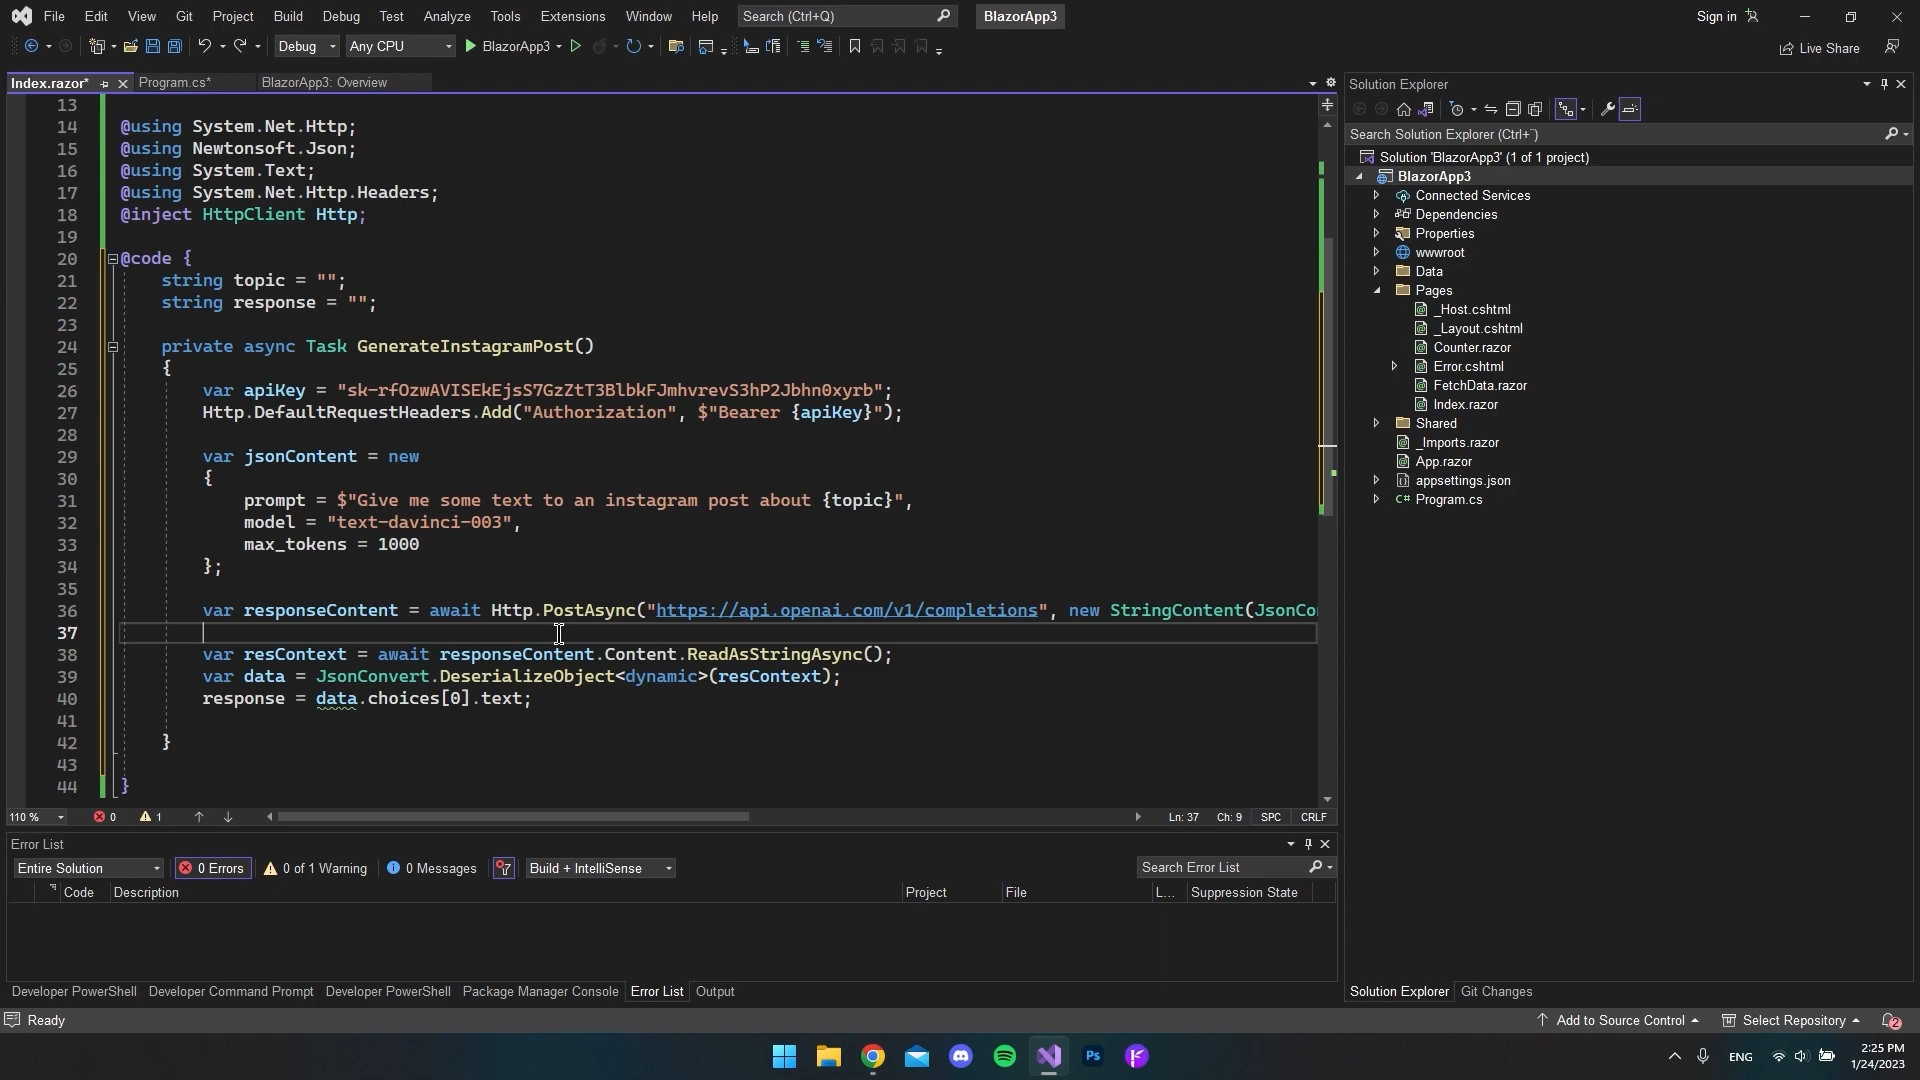 File Edit View Git Project Build Debug Test Analyze Tools Extensions Window Help Search (Ctrl+Q) BlazorApp3 Sign in
Debug Any CPU BlazorApp3 Live Share
Index.razor* Program.cs* BlazorApp3: Overview
13
14 @using System.Net.Http;
15 @using Newtonsoft.Json;
16 @using System.Text;
17 @using System.Net.Http.Headers;
18 @inject HttpClient Http;
19
20 @code {
21 string topic = "";
22 string response = "";
23
24 private async Task GenerateInstagramPost()
25 {
26 var apiKey = "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";
27 Http.DefaultRequestHeaders.Add("Authorization", $"Bearer {apiKey}");
28
29 var jsonContent = new
30 {
31 prompt = $"Give me some text to an instagram post about {topic}",
32 model = "text-davinci-003",
33 max_tokens = 1000
34 };
35
36 var responseContent = await Http.PostAsync("https://api.openai.com/v1/completions", new StringContent(JsonCo
37
38 var resContext = await responseContent.Content.ReadAsStringAsync();
39 var data = JsonConvert.DeserializeObject<dynamic>(resContext);
40 response = data.choices[0].text;
41
42 }
43
44 }
110 % 0 1 Ln: 37 Ch: 9 SPC CRLF
Error List
Entire Solution 0 Errors 0 of 1 Warning 0 Messages Build + IntelliSense Search Error List
Code Description Project File L... Suppression State
Developer PowerShell Developer Command Prompt Developer PowerShell Package Manager Console Error List Output
Solution Explorer
Search Solution Explorer (Ctrl+¨)
Solution 'BlazorApp3' (1 of 1 project)
BlazorApp3
Connected Services
Dependencies
Properties
wwwroot
Data
Pages
_Host.cshtml
_Layout.cshtml
Counter.razor
Error.cshtml
FetchData.razor
Index.razor
Shared
_Imports.razor
App.razor
appsettings.json
C# Program.cs
Solution Explorer Git Changes
Ready Add to Source Control Select Repository 2
Ps ENG 2:25 PM
1/24/2023